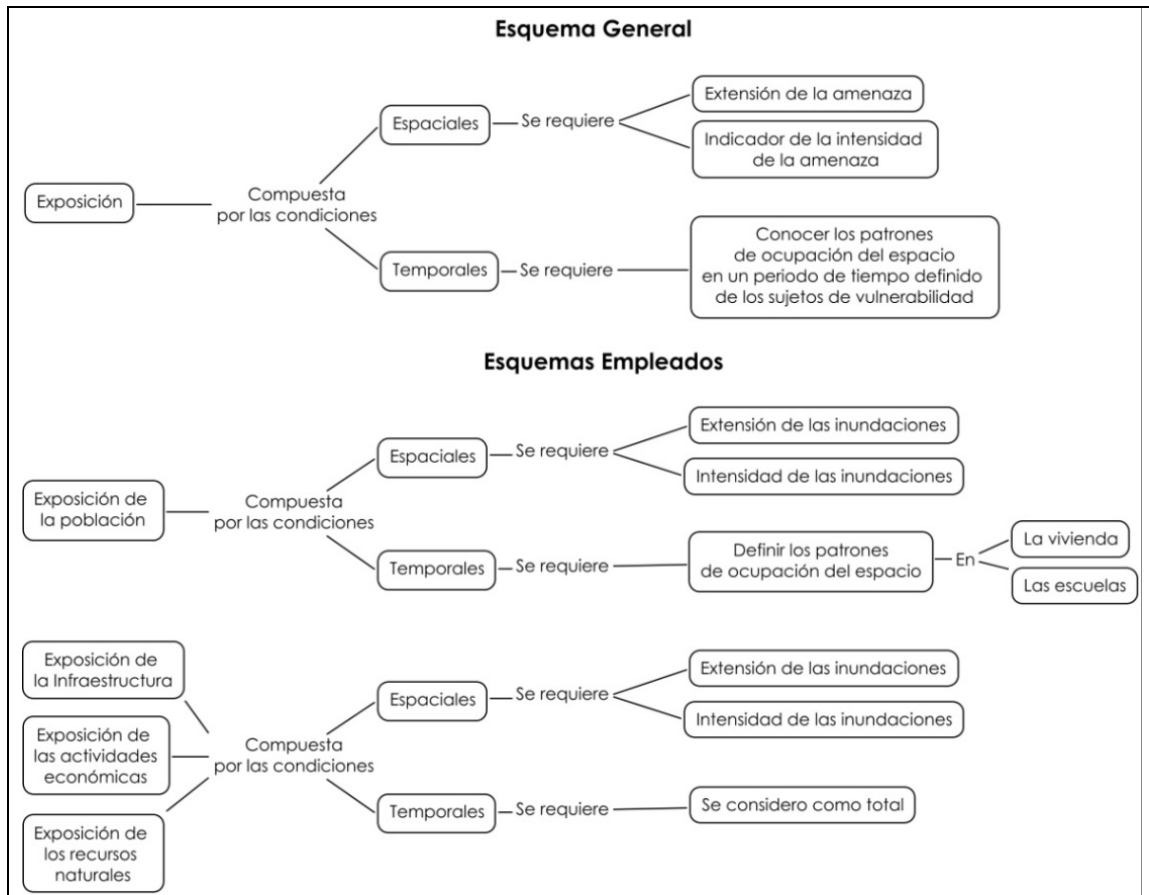 Esquema General
Exposición
Compuesta
por las condiciones
Espaciales
Se requiere
Extensión de la amenaza
Indicador de la intensidad
de la amenaza
Temporales
Se requiere
Conocer los patrones
de ocupación del espacio
en un periodo de tiempo definido
de los sujetos de vulnerabilidad
Esquemas Empleados
Exposición de
la población
Compuesta
por las condiciones
Espaciales
Se requiere
Extensión de las inundaciones
Intensidad de las inundaciones
Temporales
Se requiere
Definir los patrones
de ocupación del espacio
En
La vivienda
Las escuelas
Exposición de
la Infraestructura
Exposición de
las actividades
económicas
Exposición de
los recursos
naturales
Compuesta
por las condiciones
Espaciales
Se requiere
Extensión de las inundaciones
Intensidad de las inundaciones
Temporales
Se requiere
Se considero como total